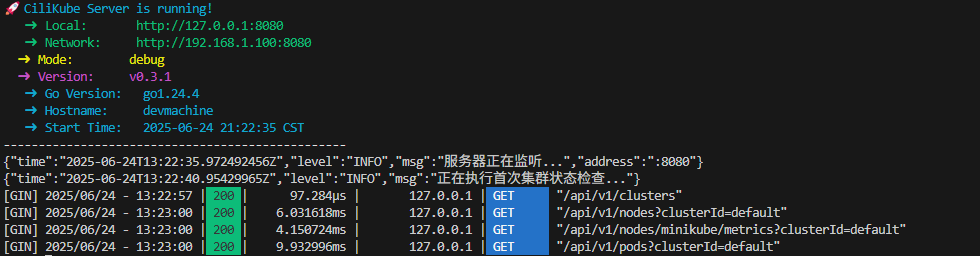 🚀 CiliKube Server is running!
➜ Local: http://127.0.0.1:8080
➜ Network: http://192.168.1.100:8080
➜ Mode: debug
➜ Version: v0.3.1
➜ Go Version: go1.24.4
➜ Hostname: devmachine
➜ Start Time: 2025-06-24 21:22:35 CST
-------------------------------------------------
{"time":"2025-06-24T13:22:35.972492456Z","level":"INFO","msg":"服务器正在监听...","address":":8080"}
{"time":"2025-06-24T13:22:40.95429965Z","level":"INFO","msg":"正在执行首次集群状态检查..."}
[GIN] 2025/06/24 - 13:22:57 | 200 | 97.284µs | 127.0.0.1 | GET "/api/v1/clusters"
[GIN] 2025/06/24 - 13:23:00 | 200 | 6.031618ms | 127.0.0.1 | GET "/api/v1/nodes?clusterId=default"
[GIN] 2025/06/24 - 13:23:00 | 200 | 4.150724ms | 127.0.0.1 | GET "/api/v1/nodes/minikube/metrics?clusterId=default"
[GIN] 2025/06/24 - 13:23:00 | 200 | 9.932996ms | 127.0.0.1 | GET "/api/v1/pods?clusterId=default"